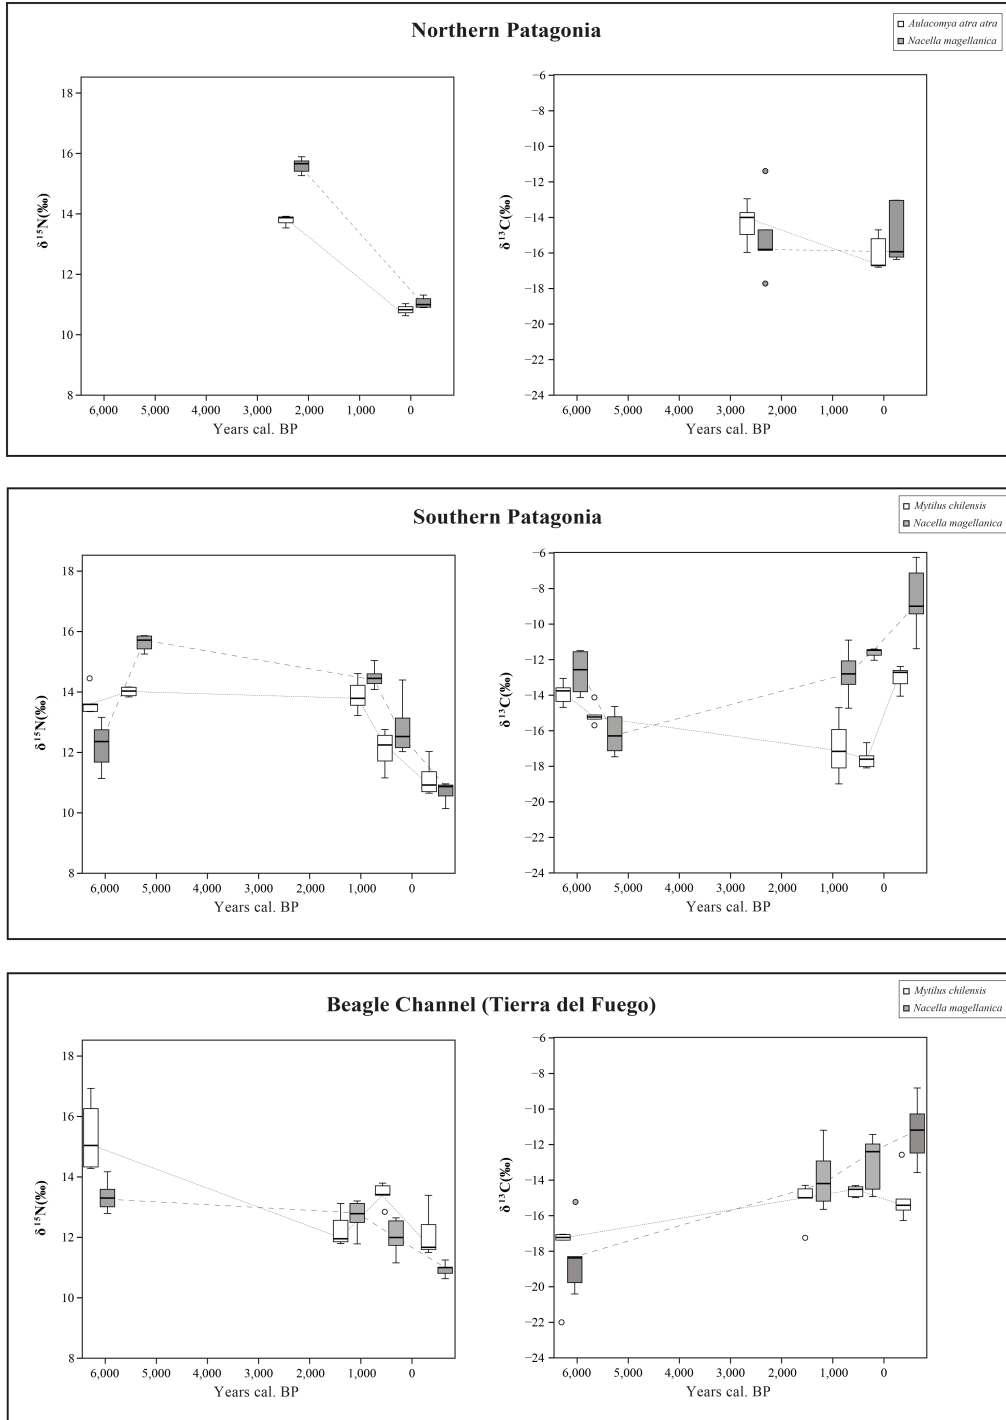 Northern Patagonia
Aulacomya atra atra
Nacella magellanica
18
16
14
12
10
8
δ15N(‰)
6,000 5,000 4,000 3,000 2,000 1,000 0
Years cal. BP
−6
−8
−10
−12
−14
−16
−18
−20
−22
−24
δ13C(‰)
6,000 5,000 4,000 3,000 2,000 1,000 0
Years cal. BP
Southern Patagonia
Mytilus chilensis
Nacella magellanica
18
16
14
12
10
8
δ15N(‰)
6,000 5,000 4,000 3,000 2,000 1,000 0
Years cal. BP
−6
−8
−10
−12
−14
−16
−18
−20
−22
−24
δ13C(‰)
6,000 5,000 4,000 3,000 2,000 1,000 0
Years cal. BP
Beagle Channel (Tierra del Fuego)
Mytilus chilensis
Nacella magellanica
18
16
14
12
10
8
δ15N(‰)
6,000 5,000 4,000 3,000 2,000 1,000 0
Years cal. BP
−6
−8
−10
−12
−14
−16
−18
−20
−22
−24
δ13C(‰)
6,000 5,000 4,000 3,000 2,000 1,000 0
Years cal. BP